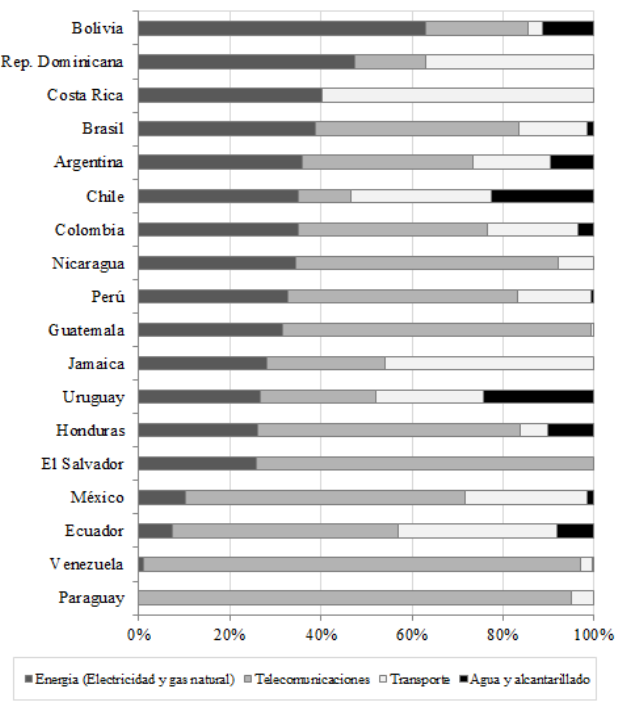 Bolivia
Rep. Dominicana
Costa Rica
Brasil
Argentina
Chile
Colombia
Nicaragua
Perú
Guatemala
Jamaica
Uruguay
Honduras
El Salvador
México
Ecuador
Venezuela
Paraguay
0% 20% 40% 60% 80% 100%
Energia (Electricidad y gas natural) Telecomunicaciones Transporte Agua y alcantarillado